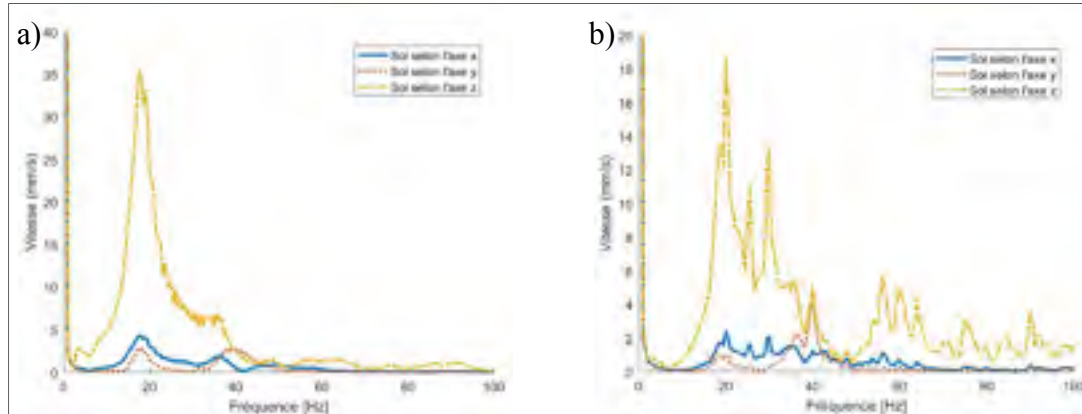 a)
40
35
30
25
20
15
10
5
0
Vitesse (mm/s)
Sol selon l'axe x
Sol selon l'axe y
Sol selon l'axe z
0 20 40 60 80 100
Fréquence [Hz]
b)
20
18
16
14
12
10
8
6
4
2
0
Vitesse (mm/s)
Sol selon l'axe x
Sol selon l'axe y
Sol selon l'axe z
0 20 40 60 80 100
Fréquence [Hz]